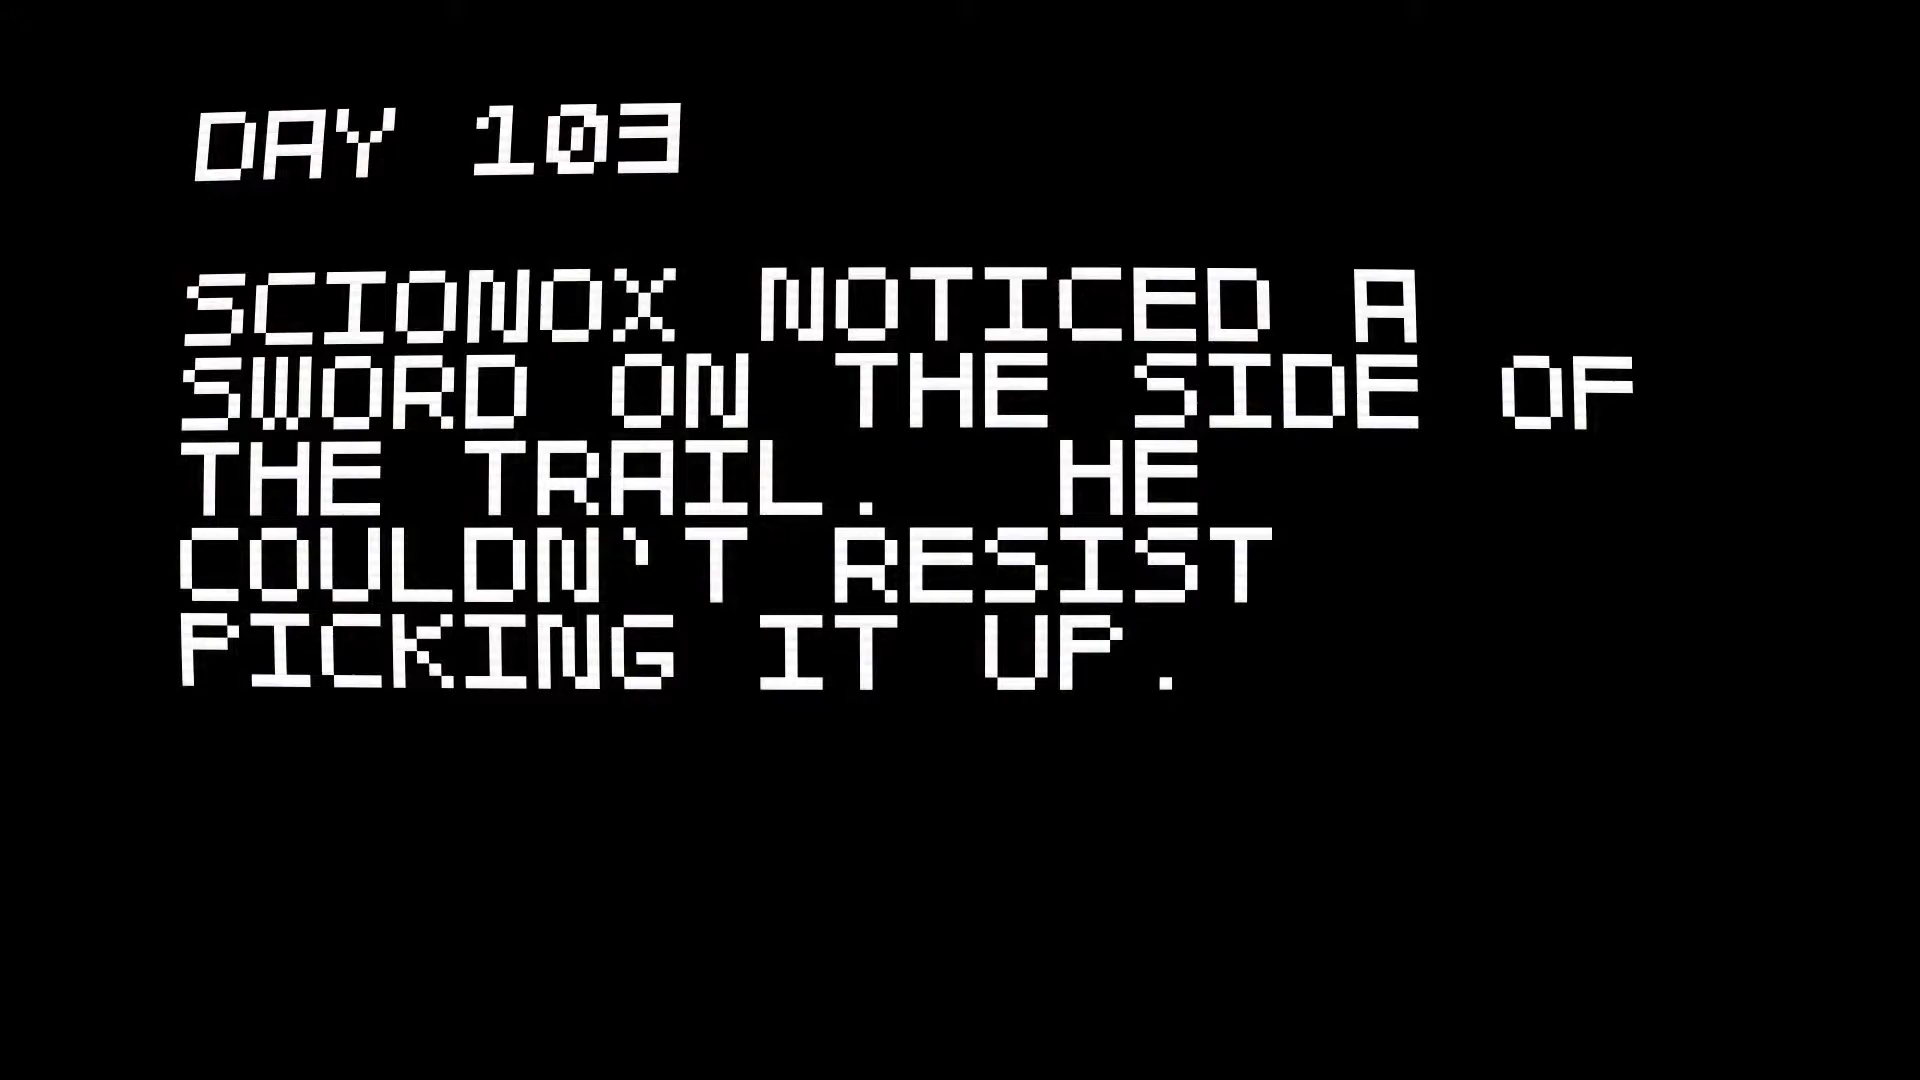 DAY 103
SCIONOX NOTICED A
SWORD ON THE SIDE OF
THE TRAIL.  HE
COULDN'T RESIST
PICKING IT UP.